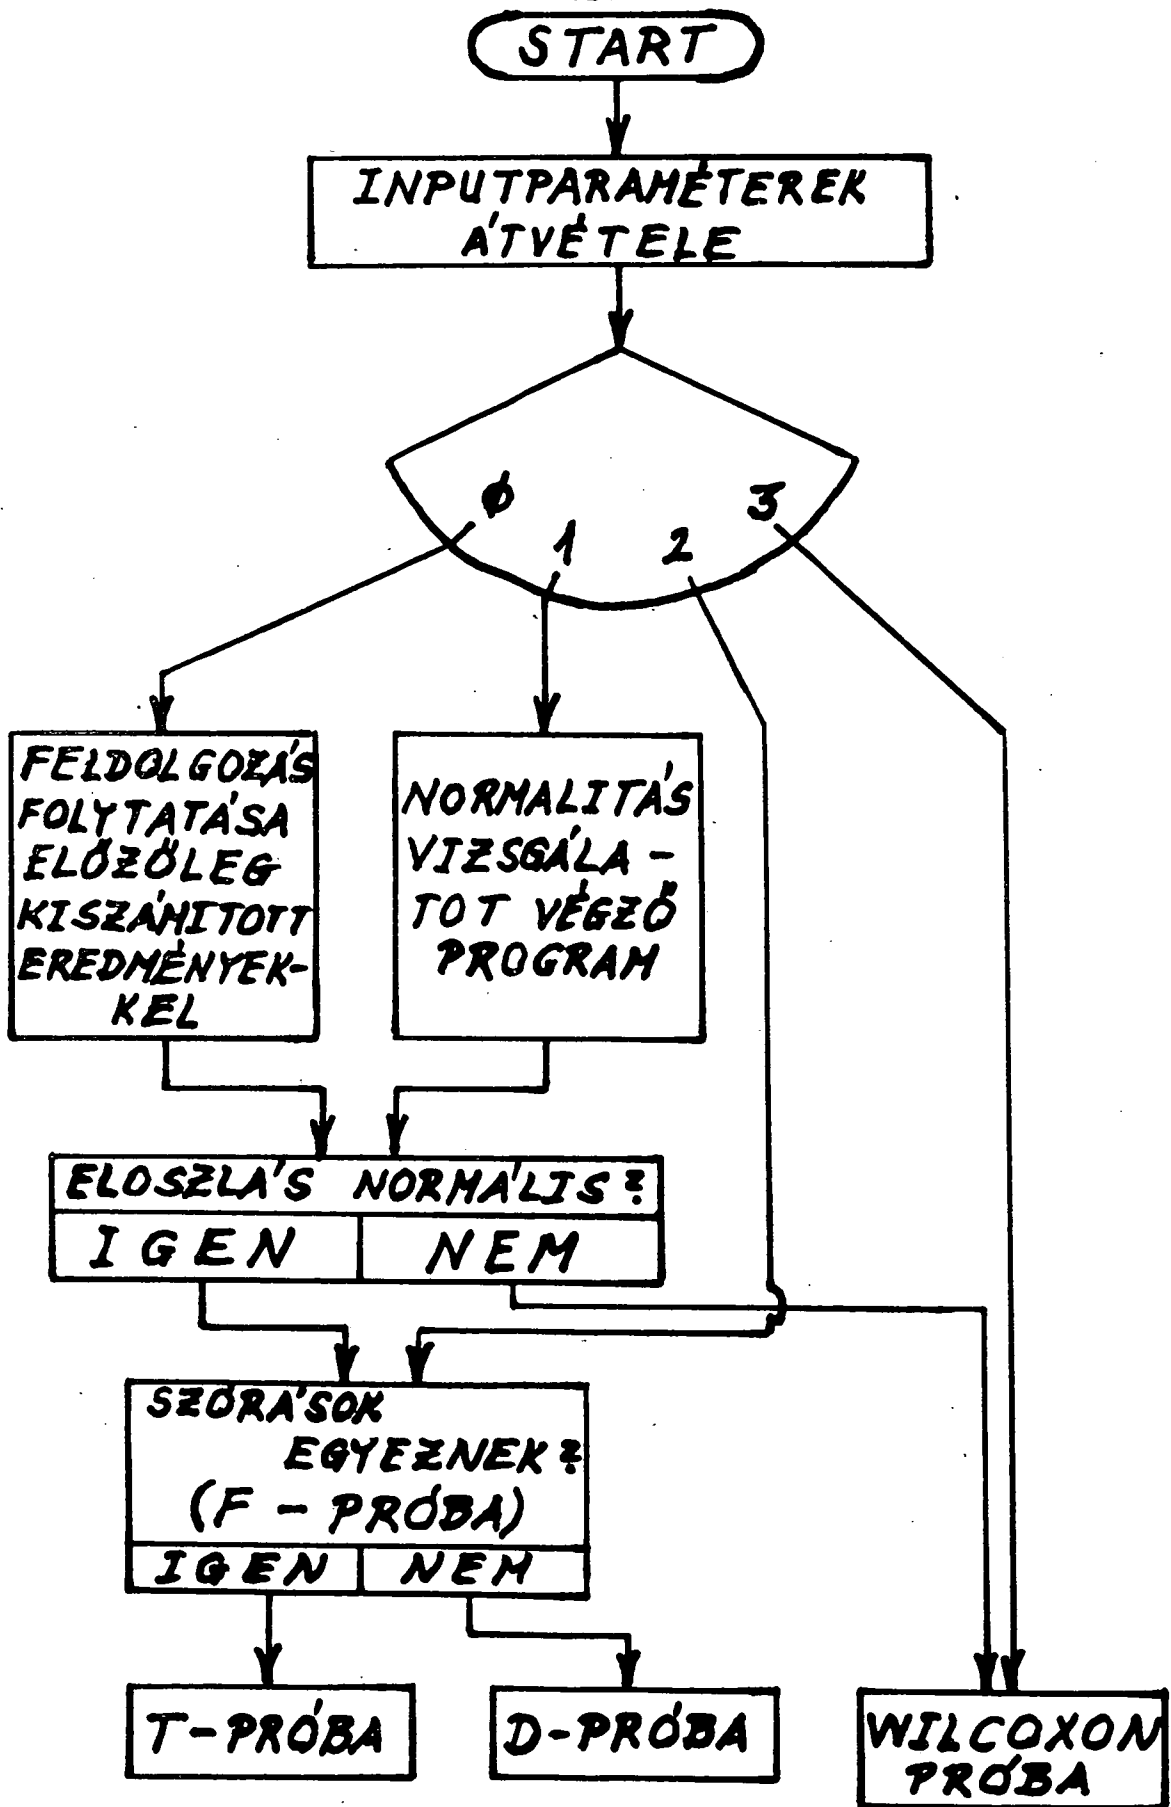 START
INPUTPARAMÉTEREK
ÁTVÉTELE
Ø
1
2
3
FELDOLGOZÁS
FOLYTATÁSA
ELŐZŐLEG
KISZÁMITOTT
EREDMÉNYEK-
KEL
NORMALITÁS
VIZSGÁLA-
TOT VÉGZŐ
PROGRAM
ELOSZLÁS NORMÁLIS?
IGEN
NEM
SZÓRÁSOK
EGYEZNEK?
(F - PRÓBA)
IGEN
NEM
T-PRÓBA
D-PRÓBA
WILCOXON
PRÓBA